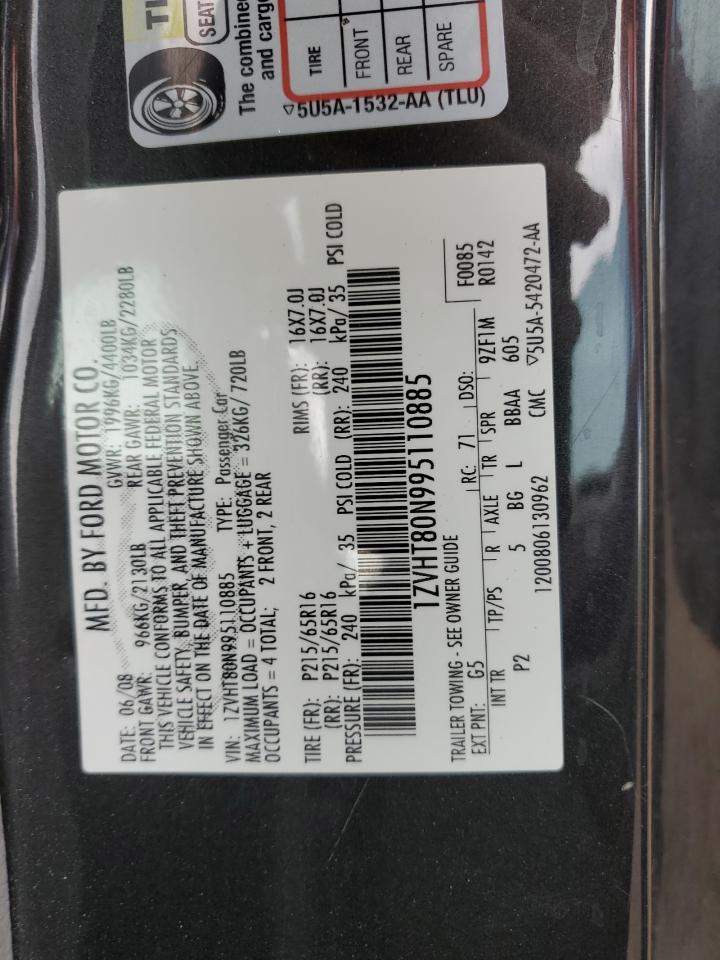 TI
SEAT
The combine
and carg
TIRE
FRONT
REAR
SPARE
▽5U5A-1532-AA (TLU)
MFD. BY FORD MOTOR CO.
DATE: 06/08 GVWR: 1996KG/4400LB
FRONT GAWR: 966KG/2130LB REAR GAWR: 1034KG/2280LB
THIS VEHICLE CONFORMS TO ALL APPLICABLE FEDERAL MOTOR
VEHICLE SAFETY, BUMPER, AND THEFT PREVENTION STANDARDS
IN EFFECT ON THE DATE OF MANUFACTURE SHOWN ABOVE.
VIN: 1ZVHT80N995110885 TYPE: Passenger Car
MAXIMUM LOAD = OCCUPANTS + LUGGAGE = 326KG/720LB
OCCUPANTS = 4 TOTAL; 2 FRONT, 2 REAR
TIRE (FR): P215/65R16 RIMS (FR): 16X7.0J
(RR): P215/65R16 (RR): 16X7.0J
PRESSURE (FR): 240 kPa/ 35 PSI COLD (RR): 240 kPa/ 35 PSI COLD
1ZVHT80N995110885
TRAILER TOWING - SEE OWNER GUIDE
EXT PNT: G5 RC: 71 DSO: F0085
R0142
INT TR TP/PS R AXLE TR SPR 9ZF1M
P2 5 BG L BBAA 605
1200806130962 CMC ▽5U5A-5420472-AA